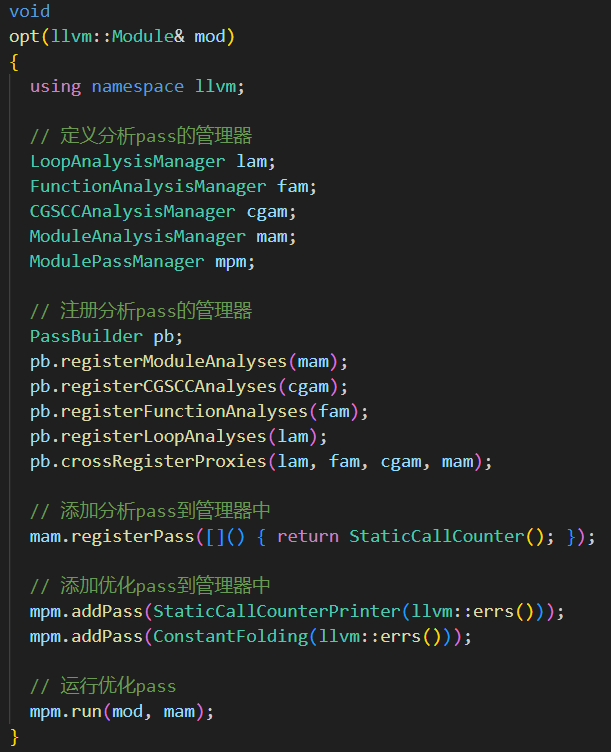 void
opt(llvm::Module& mod)
{
  using namespace llvm;

  // 定义分析pass的管理器
  LoopAnalysisManager lam;
  FunctionAnalysisManager fam;
  CGSCCAnalysisManager cgam;
  ModuleAnalysisManager mam;
  ModulePassManager mpm;

  // 注册分析pass的管理器
  PassBuilder pb;
  pb.registerModuleAnalyses(mam);
  pb.registerCGSCCAnalyses(cgam);
  pb.registerFunctionAnalyses(fam);
  pb.registerLoopAnalyses(lam);
  pb.crossRegisterProxies(lam, fam, cgam, mam);

  // 添加分析pass到管理器中
  mam.registerPass([]() { return StaticCallCounter(); });

  // 添加优化pass到管理器中
  mpm.addPass(StaticCallCounterPrinter(llvm::errs()));
  mpm.addPass(ConstantFolding(llvm::errs()));

  // 运行优化pass
  mpm.run(mod, mam);
}